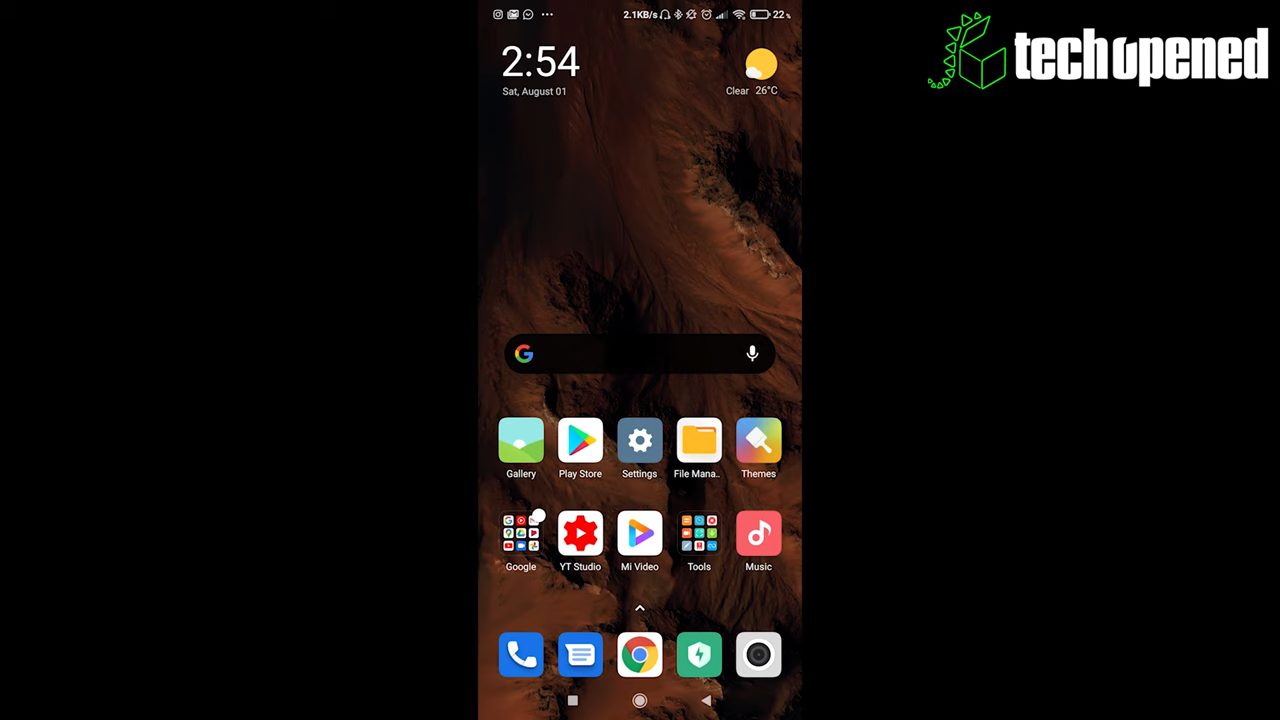 2.1KB/s 22%
techopened
2:54
Sat, August 01
Clear 26°C
Gallery Play Store Settings File Mana.. Themes
Google YT Studio Mi Video Tools Music